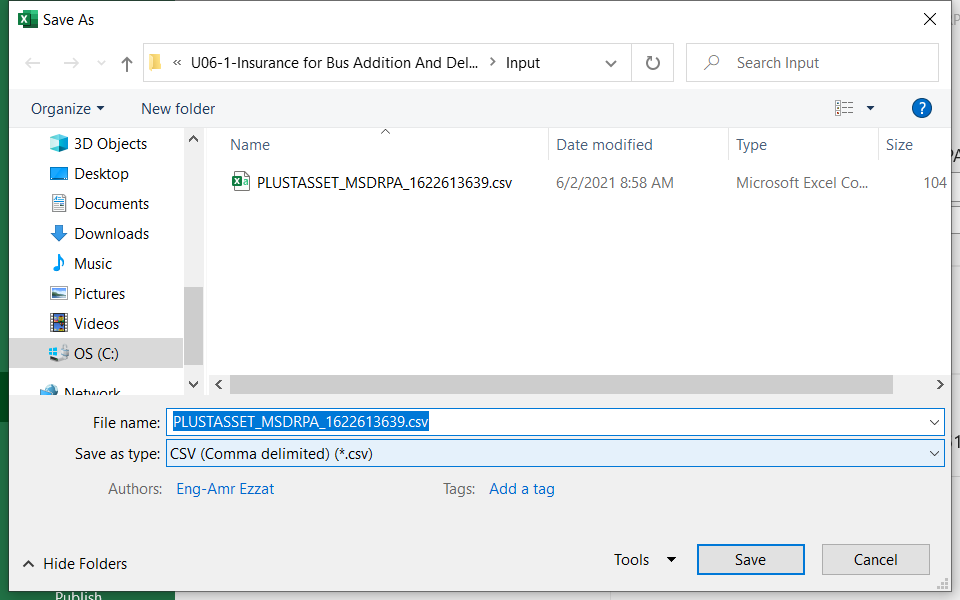 Save As
« U06-1-Insurance for Bus Addition And Del... > Input
Search Input
Organize
New folder
?
Name
Date modified
Type
Size
3D Objects
Desktop
Documents
Downloads
Music
Pictures
Videos
OS (C:)
Network
PLUSTASSET_MSDRPA_1622613639.csv
6/2/2021 8:58 AM
Microsoft Excel Co...
104
File name: PLUSTASSET_MSDRPA_1622613639.csv
Save as type: CSV (Comma delimited) (*.csv)
Authors: Eng-Amr Ezzat
Tags: Add a tag
Hide Folders
Tools
Save
Cancel
Publish